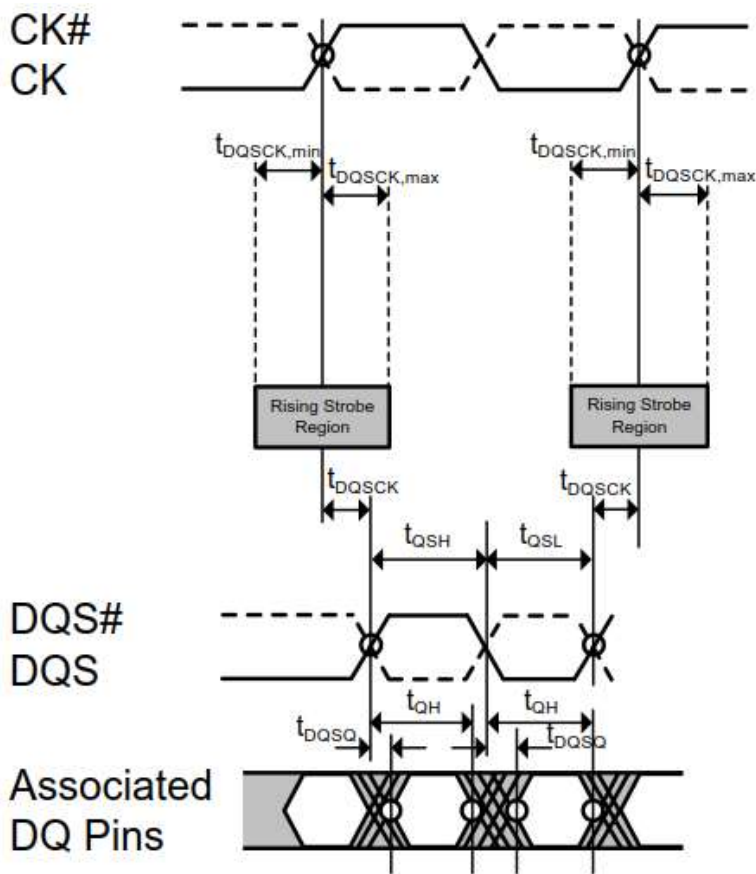 CK#
CK
tDQSCK,min
tDQSCK,max
tDQSCK,min
tDQSCK,max
Rising Strobe
Region
Rising Strobe
Region
tDQSCK
tDQSCK
tQSH
tQSL
DQS#
DQS
tQH
tQH
tDQSQ
tDQSQ
Associated
DQ Pins